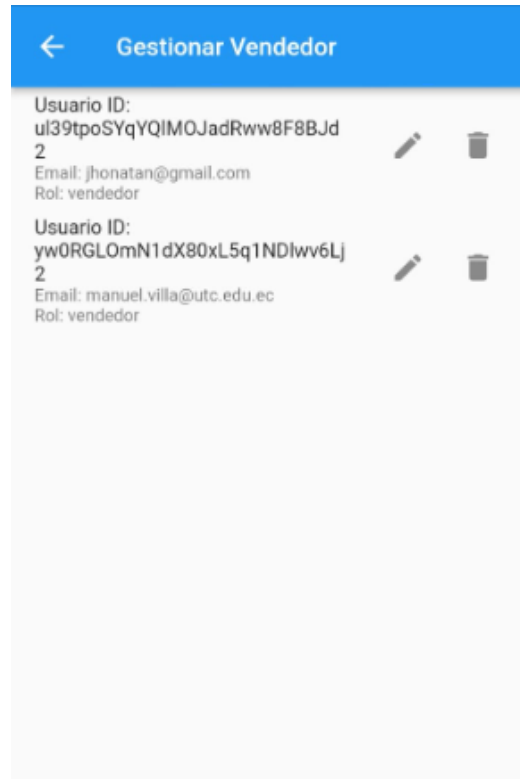 Gestionar Vendedor
Usuario ID:
ul39tpoSYqYQlMOJadRww8F8BJd
2
Email: jhonatan@gmail.com
Rol: vendedor
Usuario ID:
yw0RGLOmN1dX80xL5q1NDlwv6Lj
2
Email: manuel.villa@utc.edu.ec
Rol: vendedor